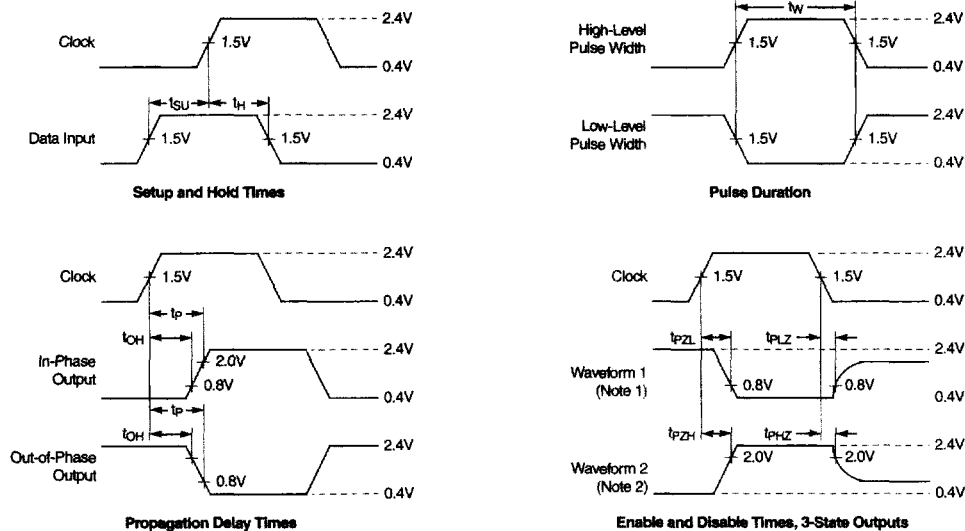 Clock
1.5V
2.4V
0.4V
tSU
tH
Data Input
1.5V
1.5V
2.4V
0.4V
Setup and Hold Times
tW
High-Level
Pulse Width
1.5V
2.4V
0.4V
Low-Level
Pulse Width
1.5V
2.4V
0.4V
Pulse Duration
Clock
1.5V
2.4V
0.4V
tP
tOH
In-Phase
Output
2.0V
0.8V
2.4V
0.4V
tP
tOH
Out-of-Phase
Output
0.8V
2.4V
0.4V
Propagation Delay Times
Clock
1.5V
1.5V
2.4V
0.4V
tPZL
tPLZ
Waveform 1
(Note 1)
0.8V
0.8V
2.4V
0.4V
tPZH
tPHZ
Waveform 2
(Note 2)
2.0V
2.0V
2.4V
0.4V
Enable and Disable Times, 3-State Outputs